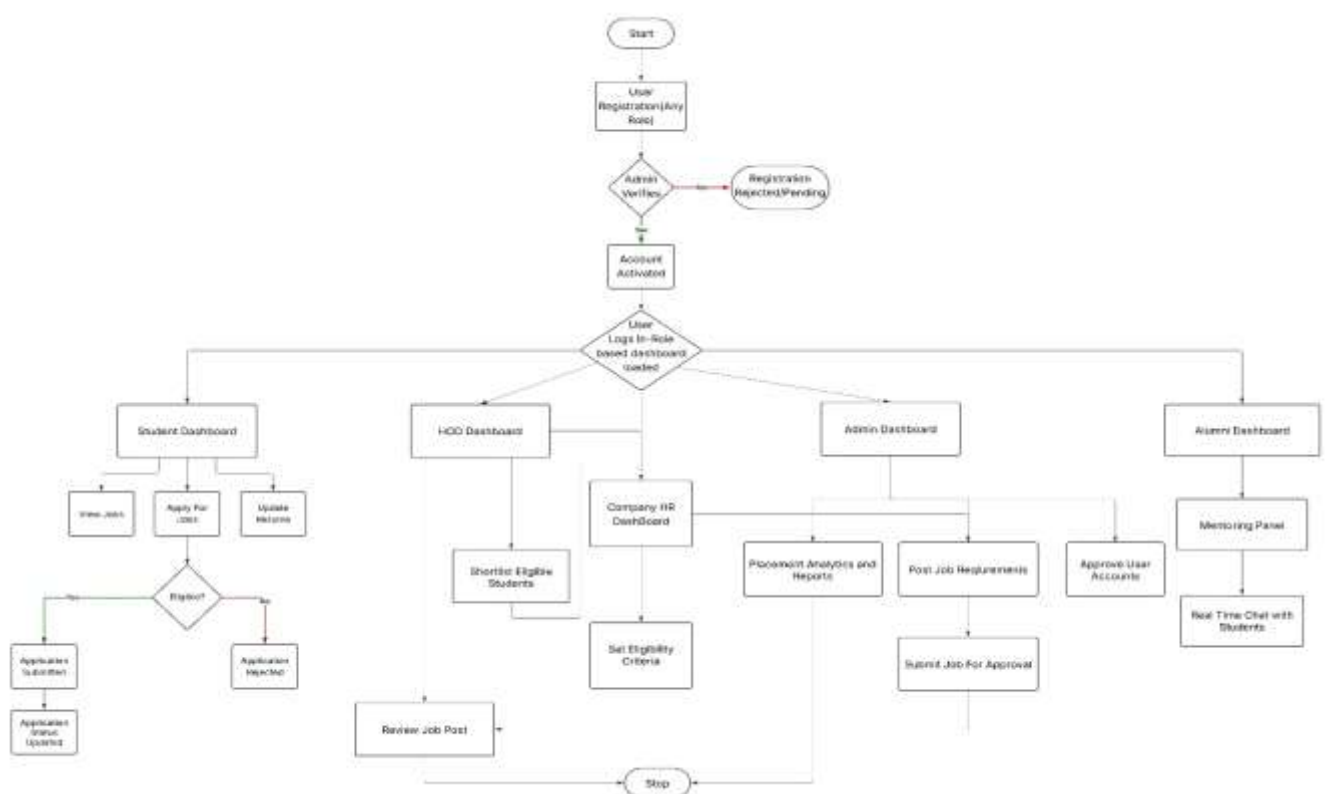 Start
User
Registration(Any
Role)
Admin
Verifies
No
Registration
Rejected/Pending
Yes
Account
Activated
User
Logs In-Role
based dashboard
loaded
Student Dashboard
HOD Dashboard
Admin Dashboard
Alumni Dashboard
View Jobs
Apply For
Jobs
Update
Resume
Company HR
DashBoard
Mentoring Panel
Shortlist Eligible
Students
Placement Analytics and
Reports
Post Job Requirements
Approve User
Accounts
Eligible?
Yes
No
Real Time Chat with
Students
Application
Submitted
Application
Rejected
Set Eligibility
Criteria
Submit Job For Approval
Application
Status
Updated
Review Job Post
Stop